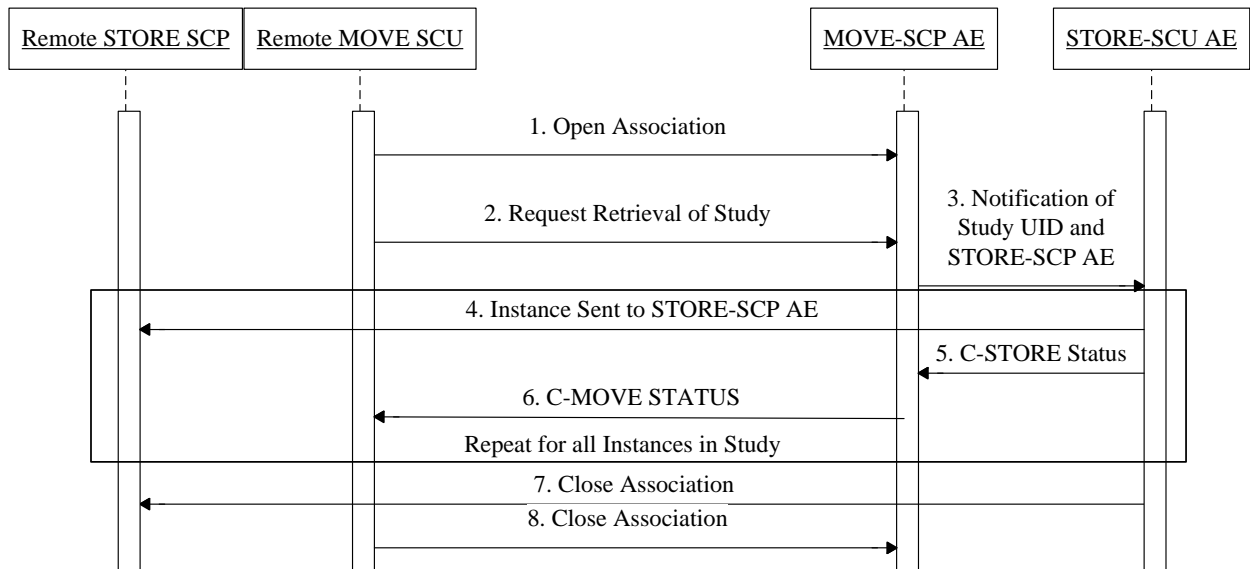 Remote STORE SCP
Remote MOVE SCU
MOVE-SCP AE
STORE-SCU AE
1. Open Association
2. Request Retrieval of Study
3. Notification of
Study UID and
STORE-SCP AE
4. Instance Sent to STORE-SCP AE
5. C-STORE Status
6. C-MOVE STATUS
Repeat for all Instances in Study
7. Close Association
8. Close Association